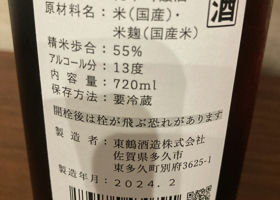 酒
原材料名：米（国産）・
米麹（国産米）
精米歩合：55%
アルコール分：13度
内容量：720ml
保存方法：要冷蔵
開栓後は栓が飛ぶ恐れがあります
製造者：東鶴酒造株式会社
佐賀県多久市
東多久町別府3625-1
製造年月 2024.2